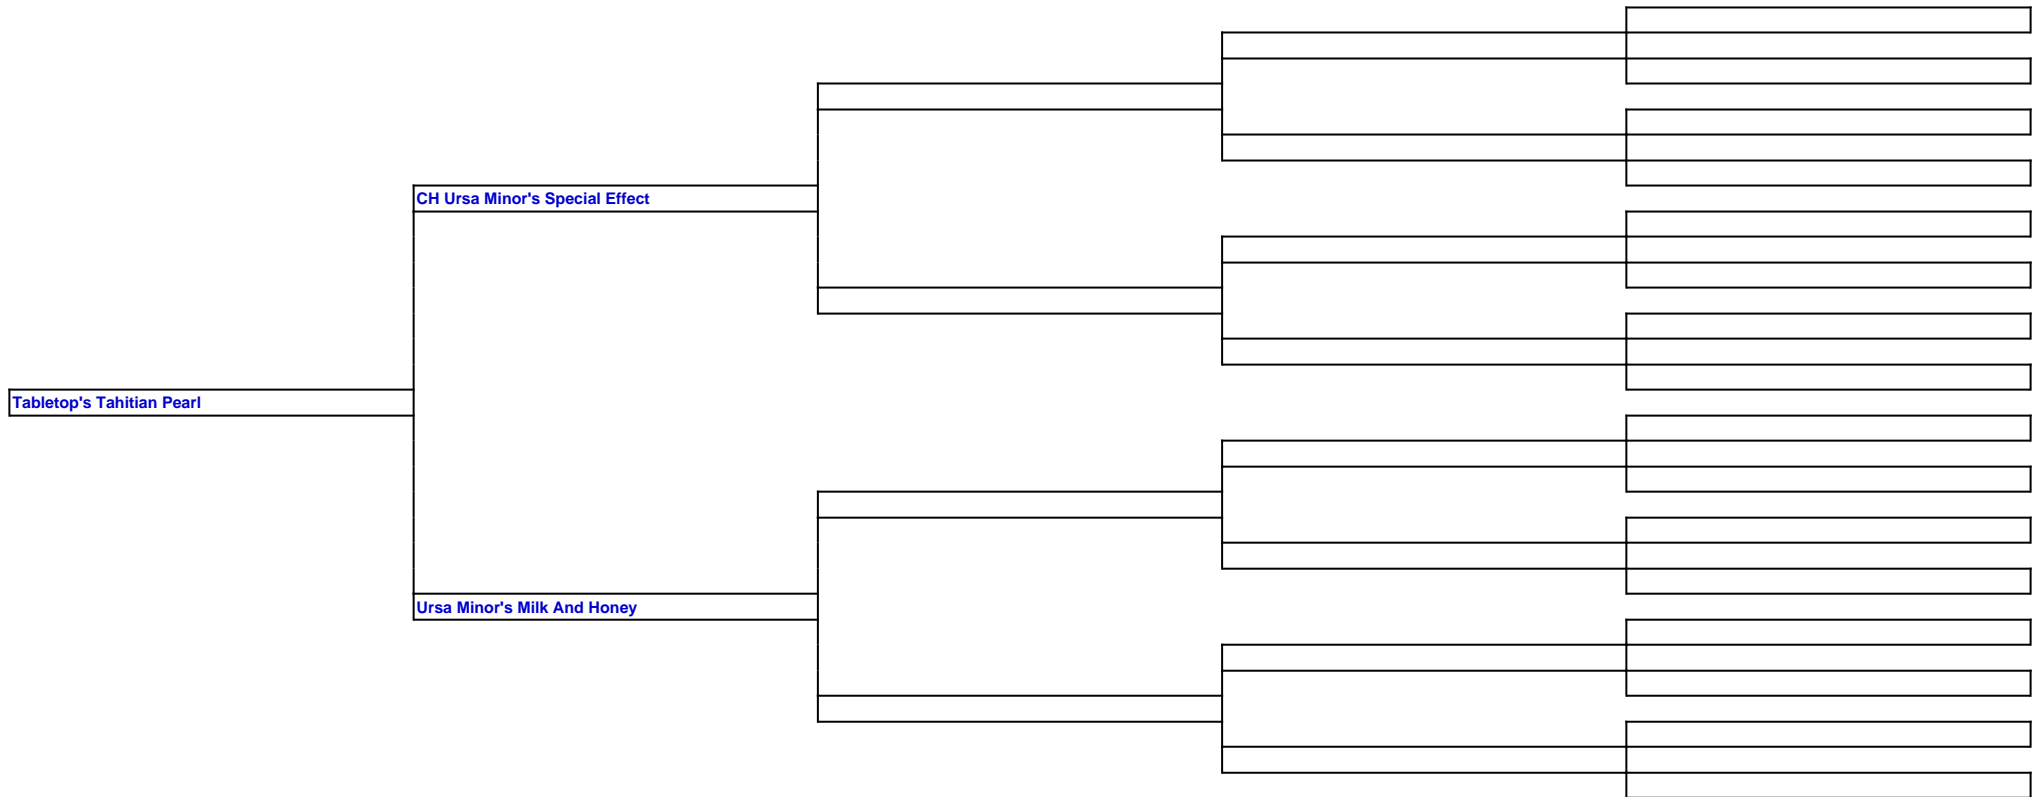 CH Ursa Minor's Special Effect
Tabletop's Tahitian Pearl
Ursa Minor's Milk And Honey